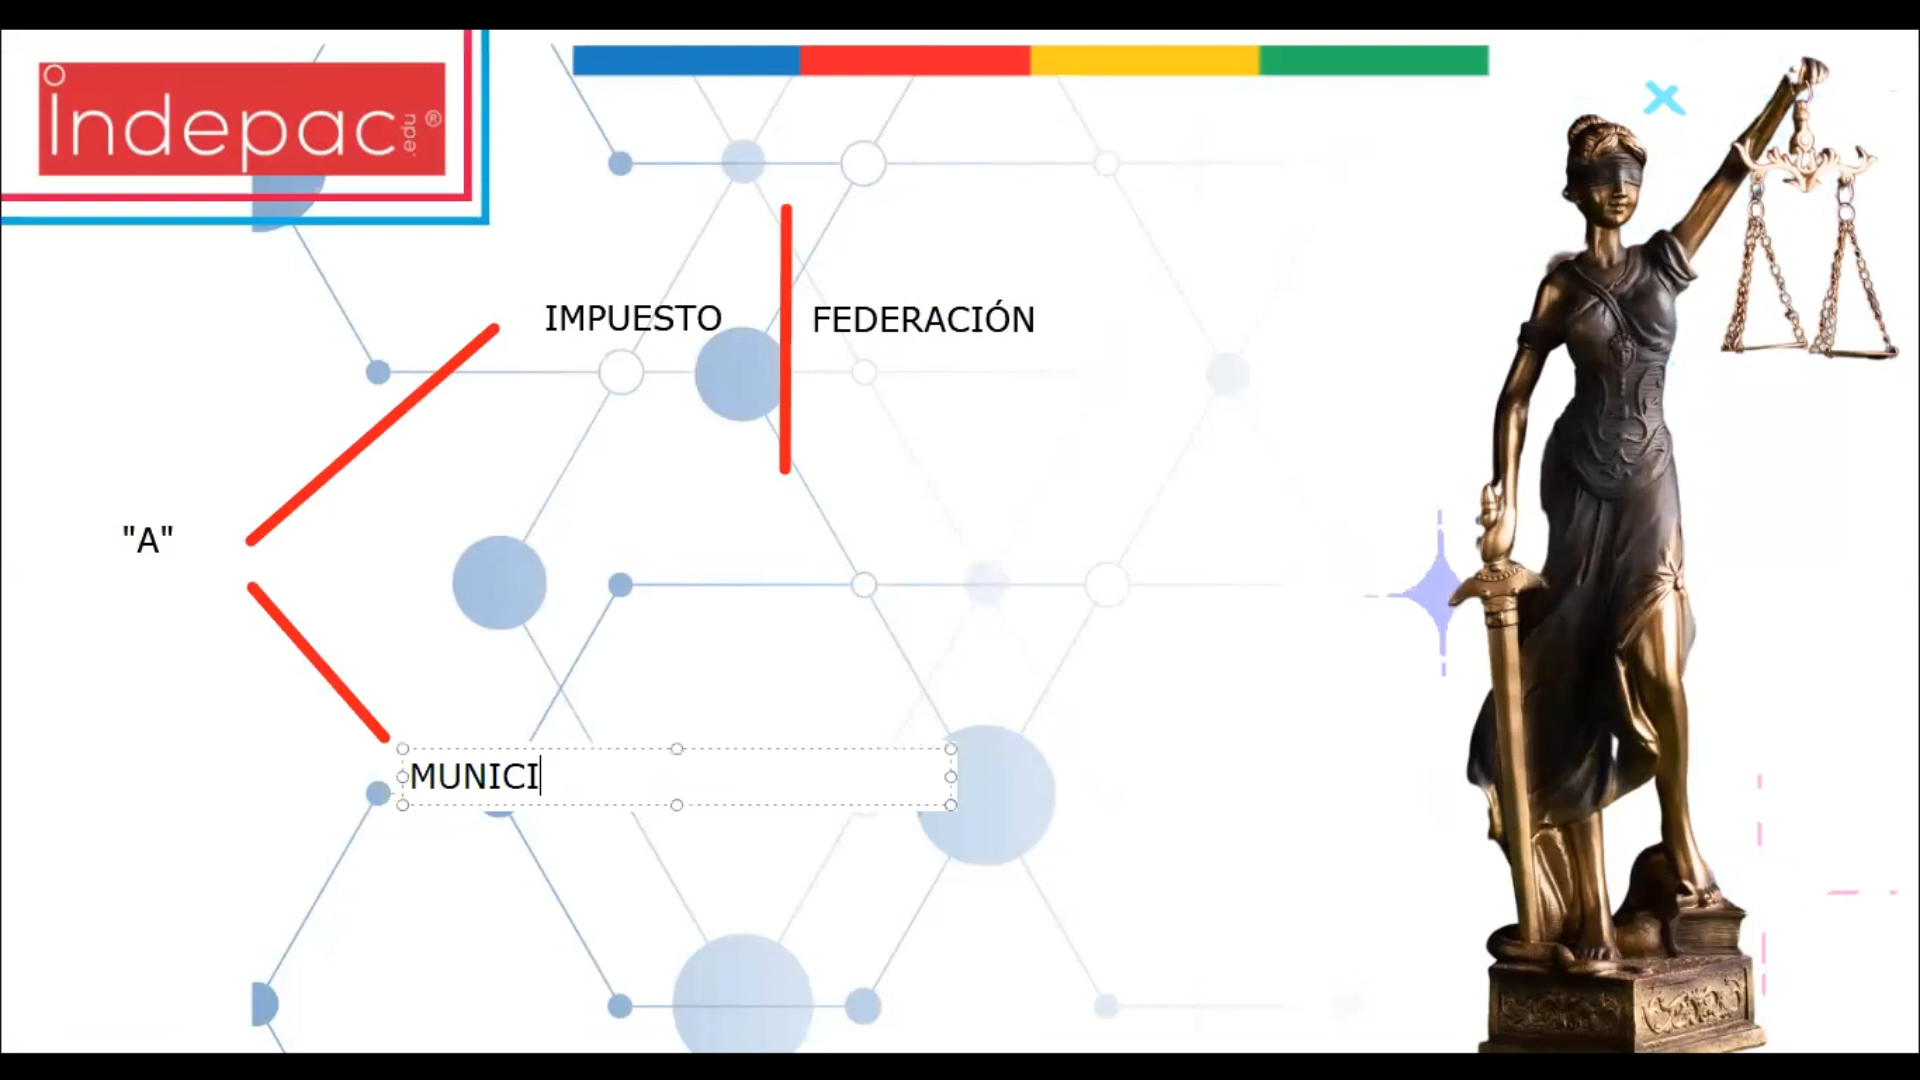 indepac .edu ®
IMPUESTO
FEDERACIÓN
"A"
MUNICI